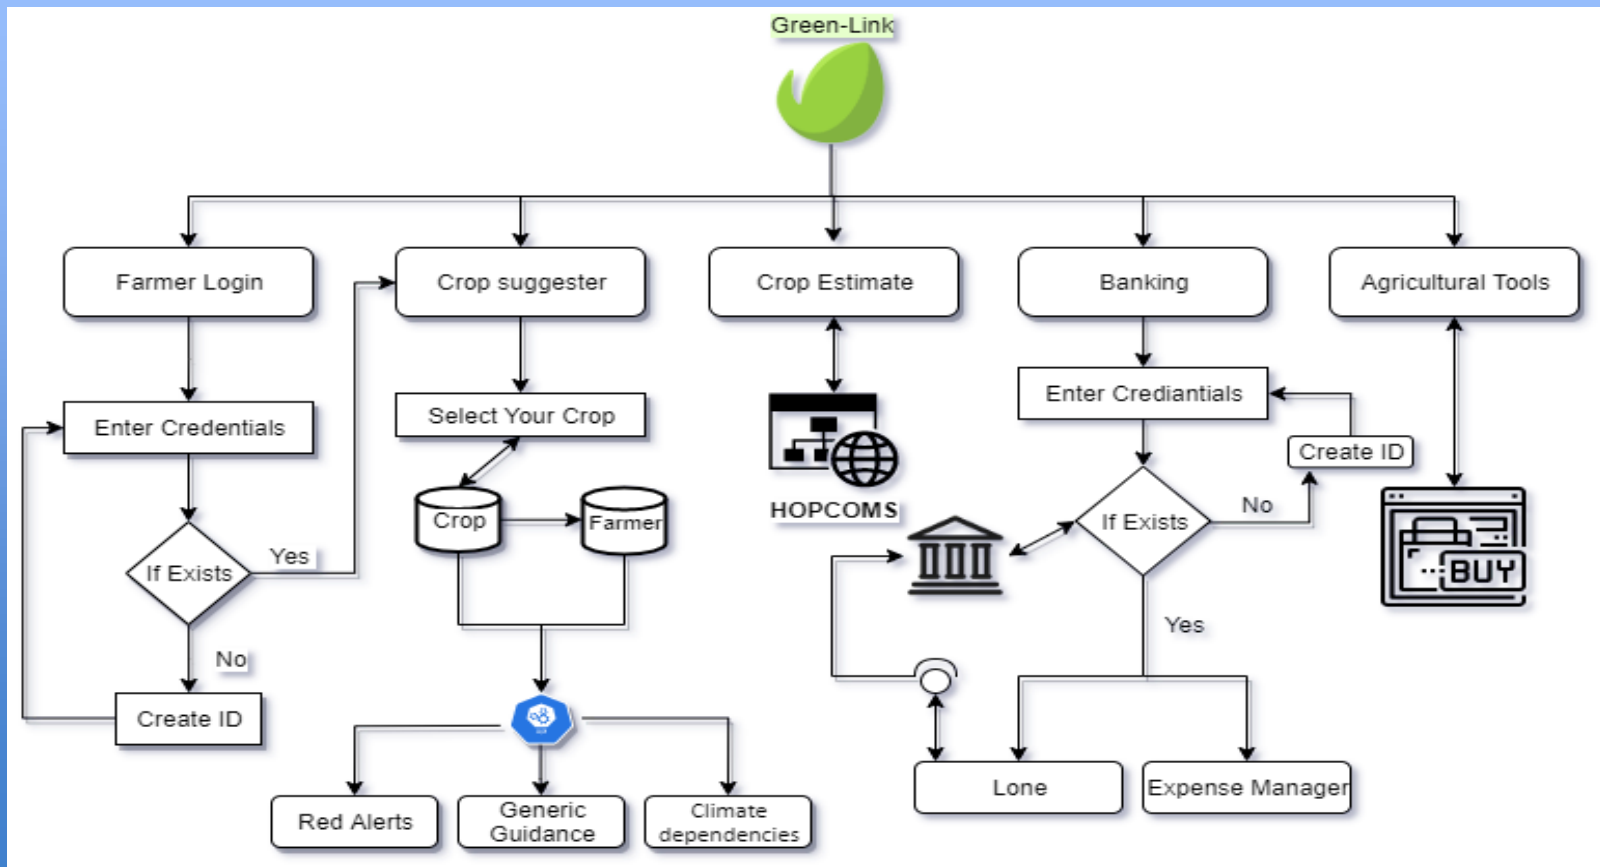 Green-Link
Farmer Login
Crop suggester
Crop Estimate
Banking
Agricultural Tools
Enter Credentials
Select Your Crop
Enter Crediantials
Create ID
HOPCOMS
Crop
Farmer
If Exists
No
If Exists
Yes
BUY
Yes
No
Create ID
Lone
Expense Manager
Red Alerts
Generic
Guidance
Climate
dependencies